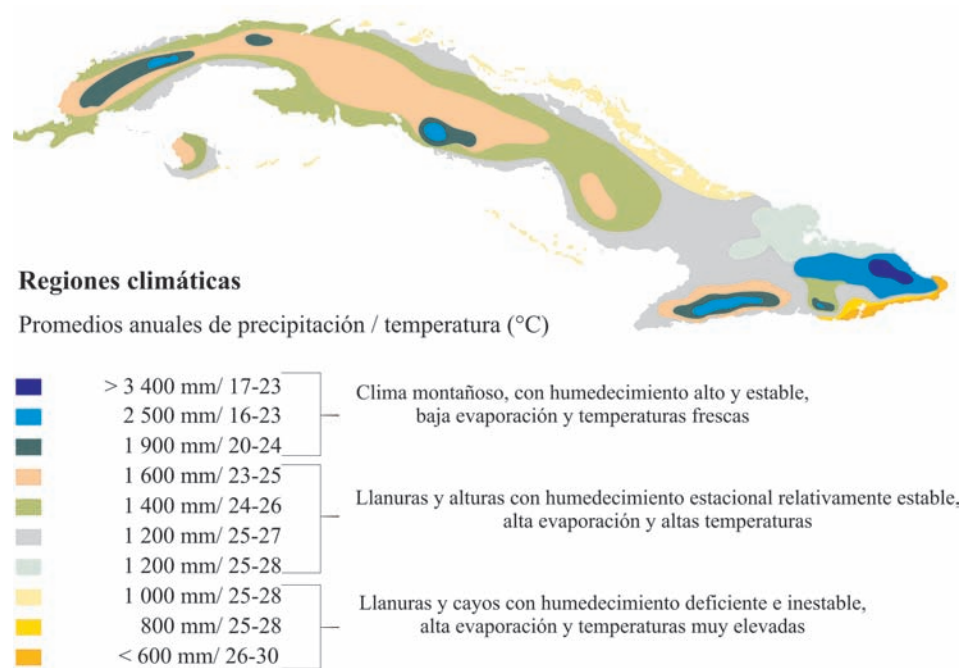 Regiones climáticas
Promedios anuales de precipitación / temperatura (°C)
> 3 400 mm/ 17-23
2 500 mm/ 16-23
1 900 mm/ 20-24
Clima montañoso, con humedecimiento alto y estable,
baja evaporación y temperaturas frescas
1 600 mm/ 23-25
1 400 mm/ 24-26
1 200 mm/ 25-27
1 200 mm/ 25-28
Llanuras y alturas con humedecimiento estacional relativamente estable,
alta evaporación y altas temperaturas
1 000 mm/ 25-28
800 mm/ 25-28
< 600 mm/ 26-30
Llanuras y cayos con humedecimiento deficiente e inestable,
alta evaporación y temperaturas muy elevadas